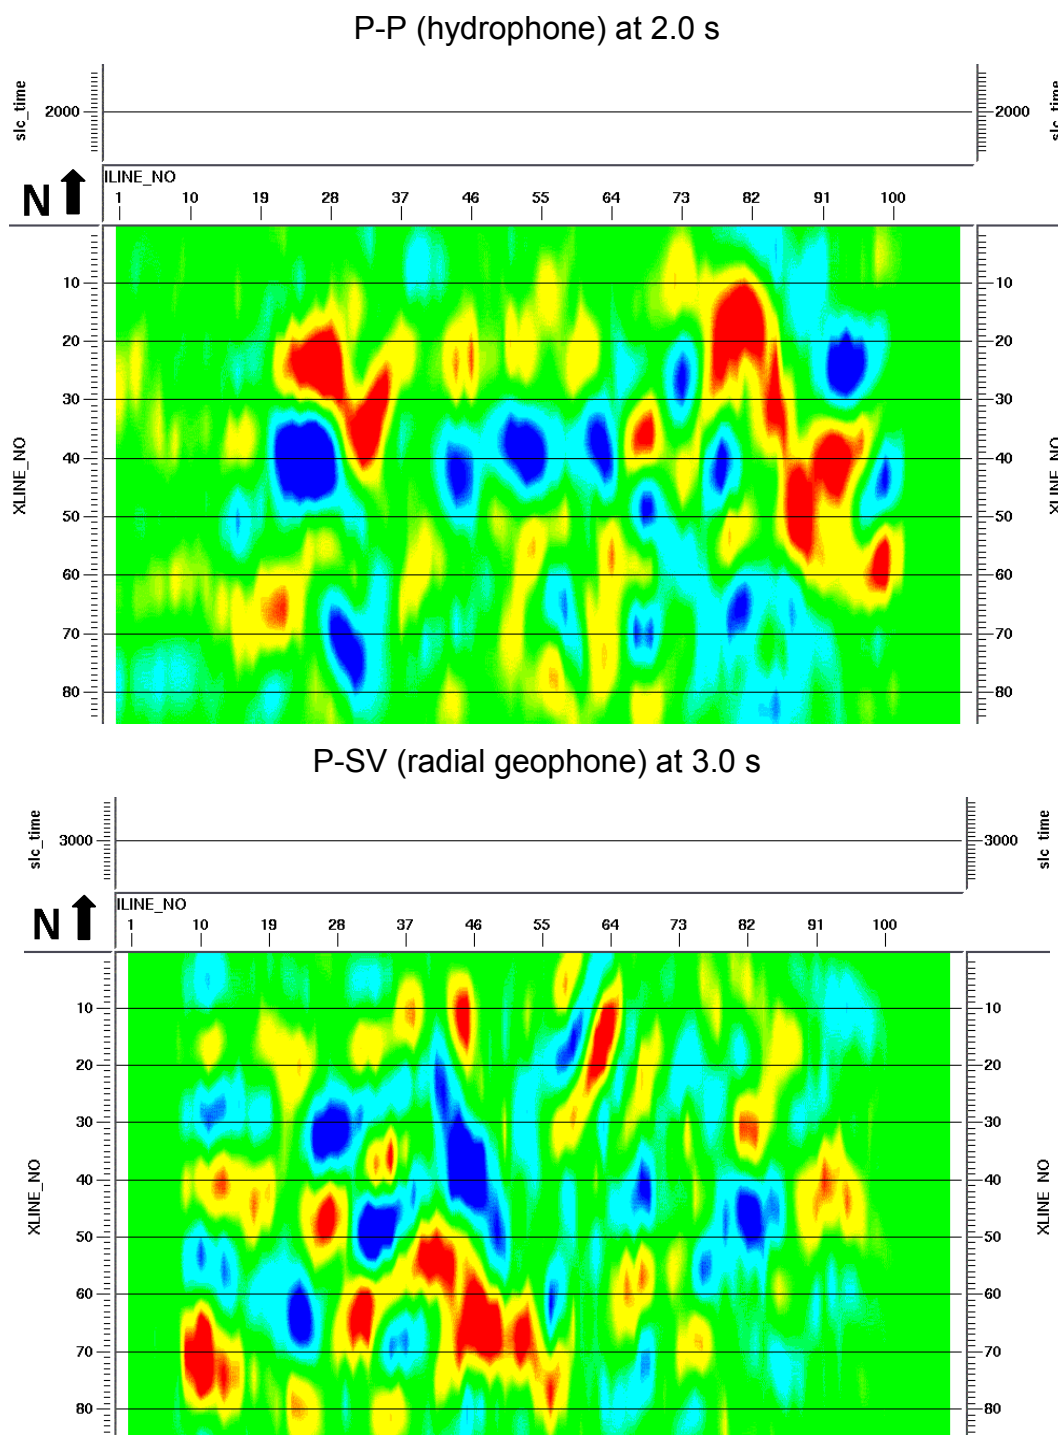 P-P (hydrophone) at 2.0 s
slc_time 2000 2000 slc_time
N
ILINE_NO
1 10 19 28 37 46 55 64 73 82 91 100
10 10
20 20
30 30
XLINE_NO 40 40 XLINE_NO
50 50
60 60
70 70
80 80
P-SV (radial geophone) at 3.0 s
slc_time 3000 3000 slc_time
N
ILINE_NO
1 10 19 28 37 46 55 64 73 82 91 100
10 10
20 20
30 30
XLINE_NO 40 40 XLINE_NO
50 50
60 60
70 70
80 80